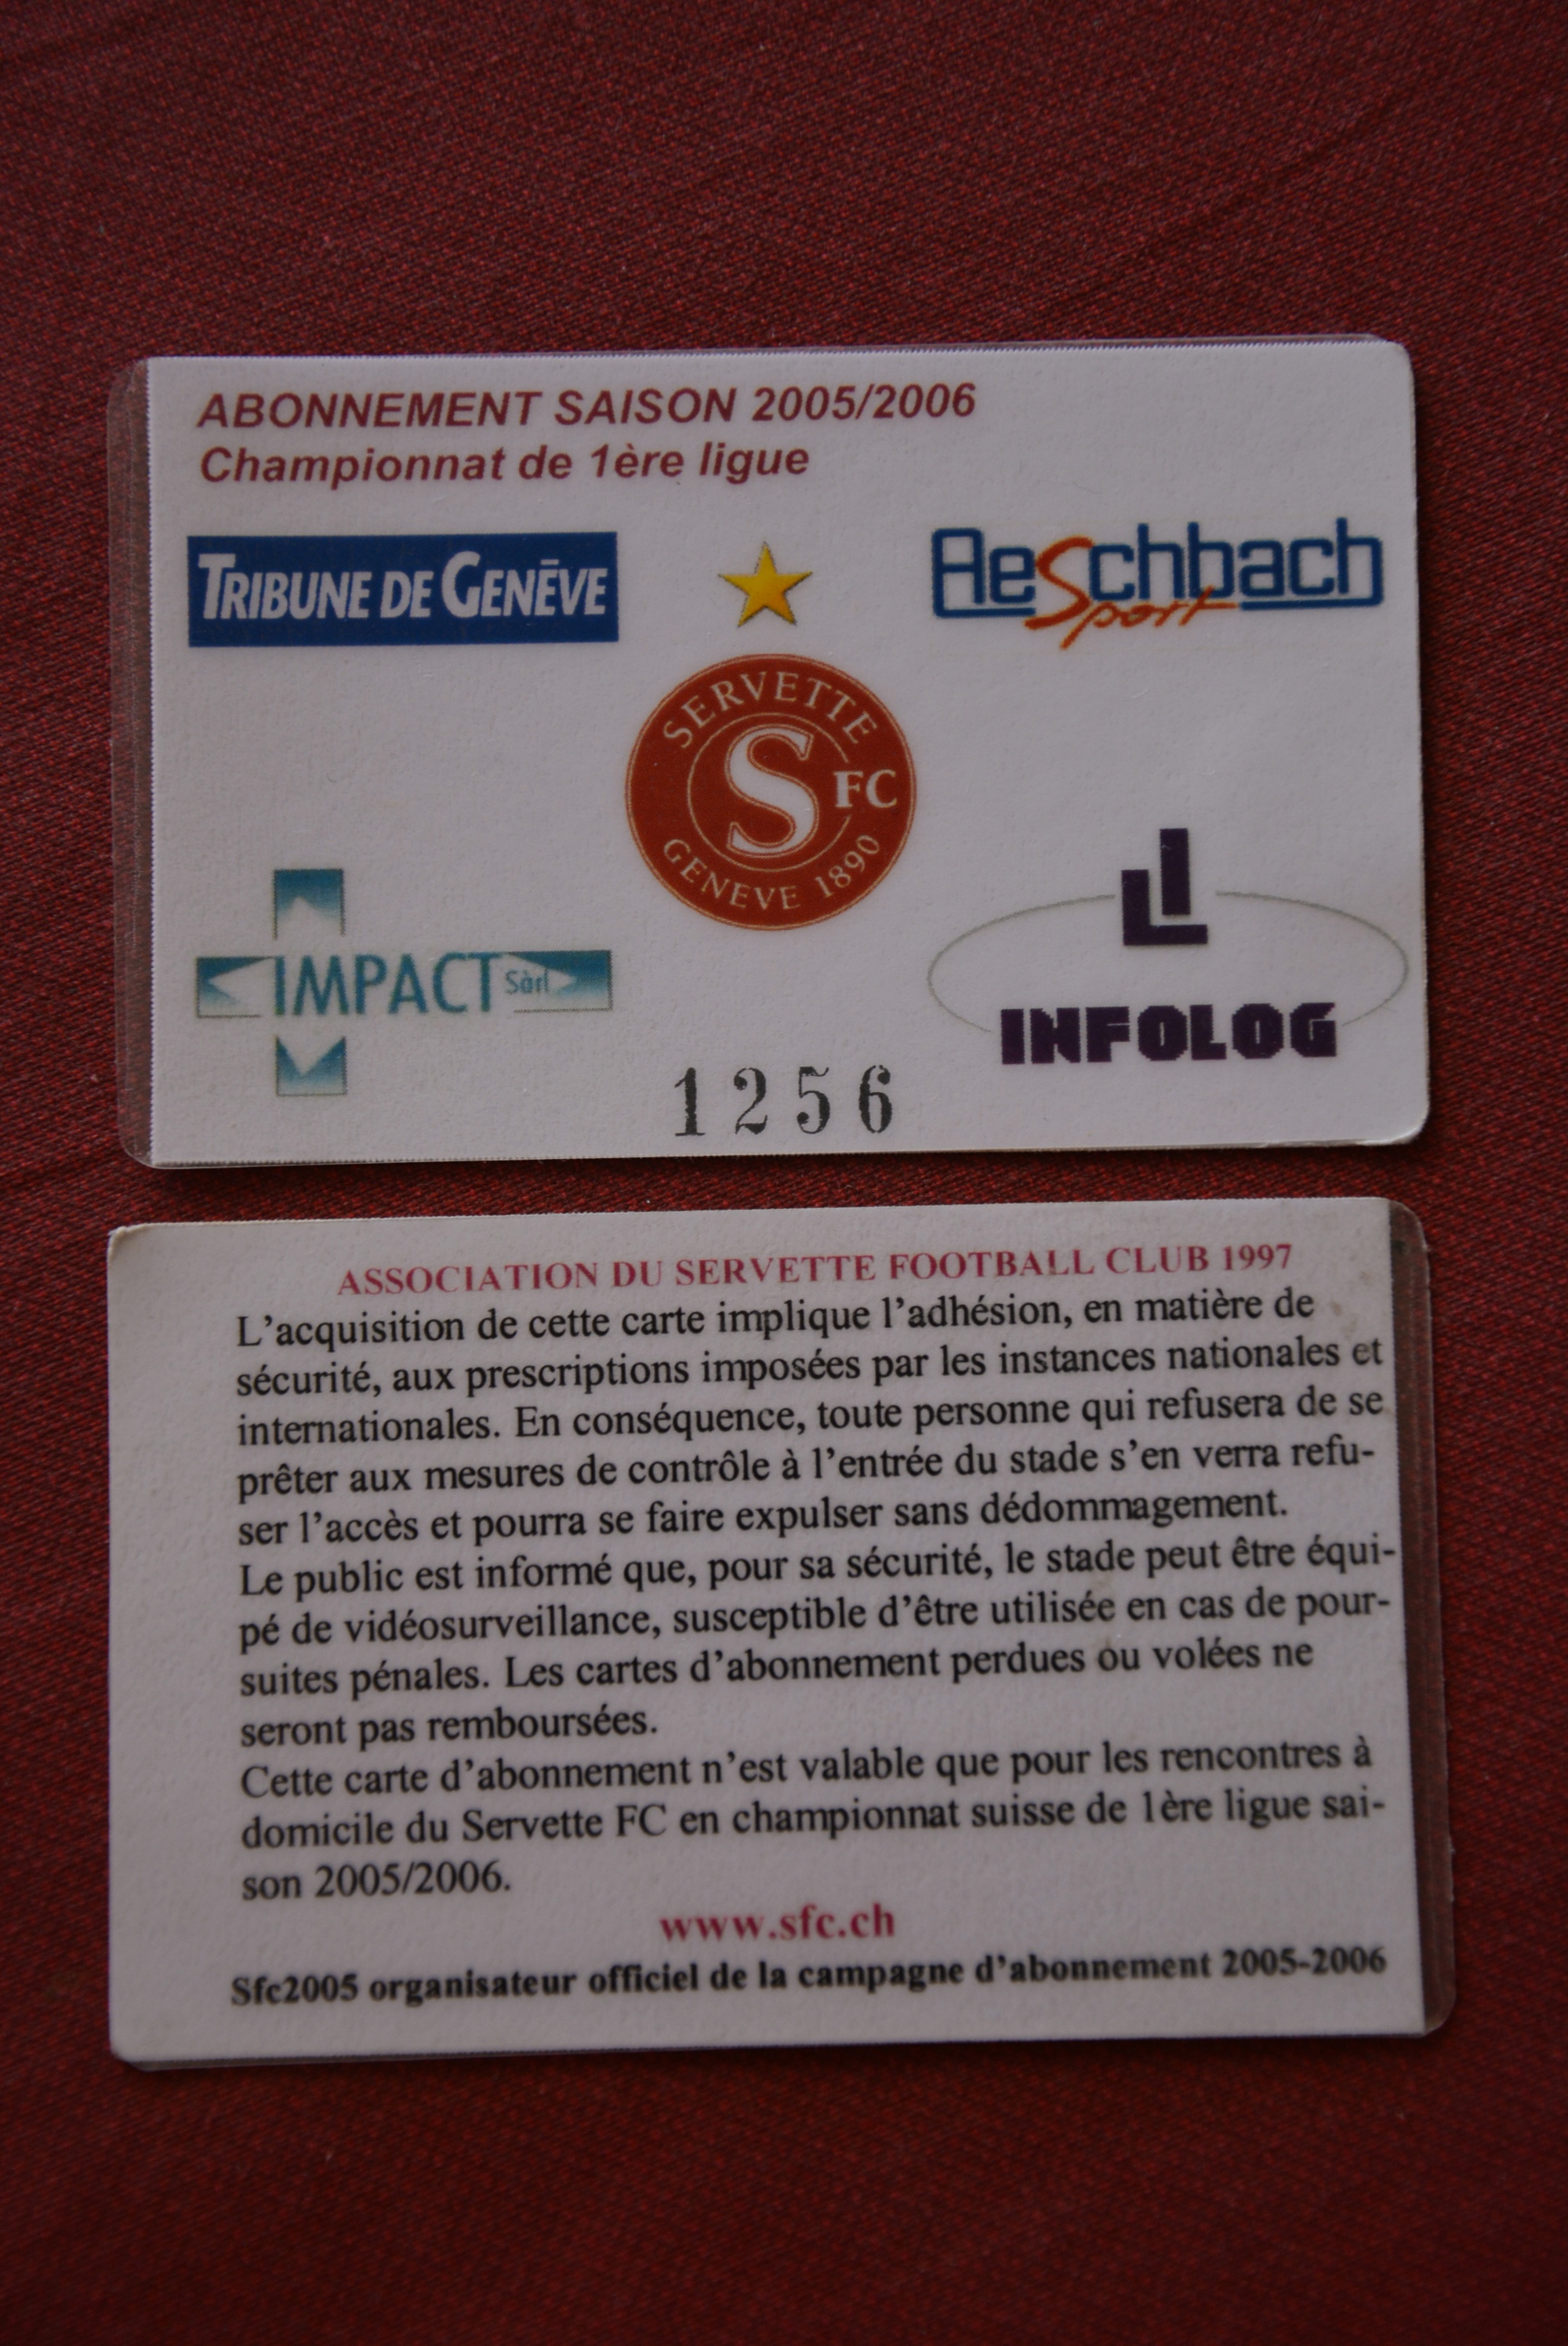 ABONNEMENT SAISON 2005/2006
Championnat de 1ère ligue
TRIBUNE DE GENÈVE
Aeschbach
Sport
SERVETTE
S FC
GENEVE 1890
IMPACT Sàrl
INFOLOG
1256
ASSOCIATION DU SERVETTE FOOTBALL CLUB 1997
L'acquisition de cette carte implique l'adhésion, en matière de
sécurité, aux prescriptions imposées par les instances nationales et
internationales. En conséquence, toute personne qui refusera de se
prêter aux mesures de contrôle à l'entrée du stade s'en verra refu-
ser l'accès et pourra se faire expulser sans dédommagement.
Le public est informé que, pour sa sécurité, le stade peut être équi-
pé de vidéosurveillance, susceptible d'être utilisée en cas de pour-
suites pénales. Les cartes d'abonnement perdues ou volées ne
seront pas remboursées.
Cette carte d'abonnement n'est valable que pour les rencontres à
domicile du Servette FC en championnat suisse de 1ère ligue sai-
son 2005/2006.
www.sfc.ch
Sfc2005 organisateur officiel de la campagne d'abonnement 2005-2006